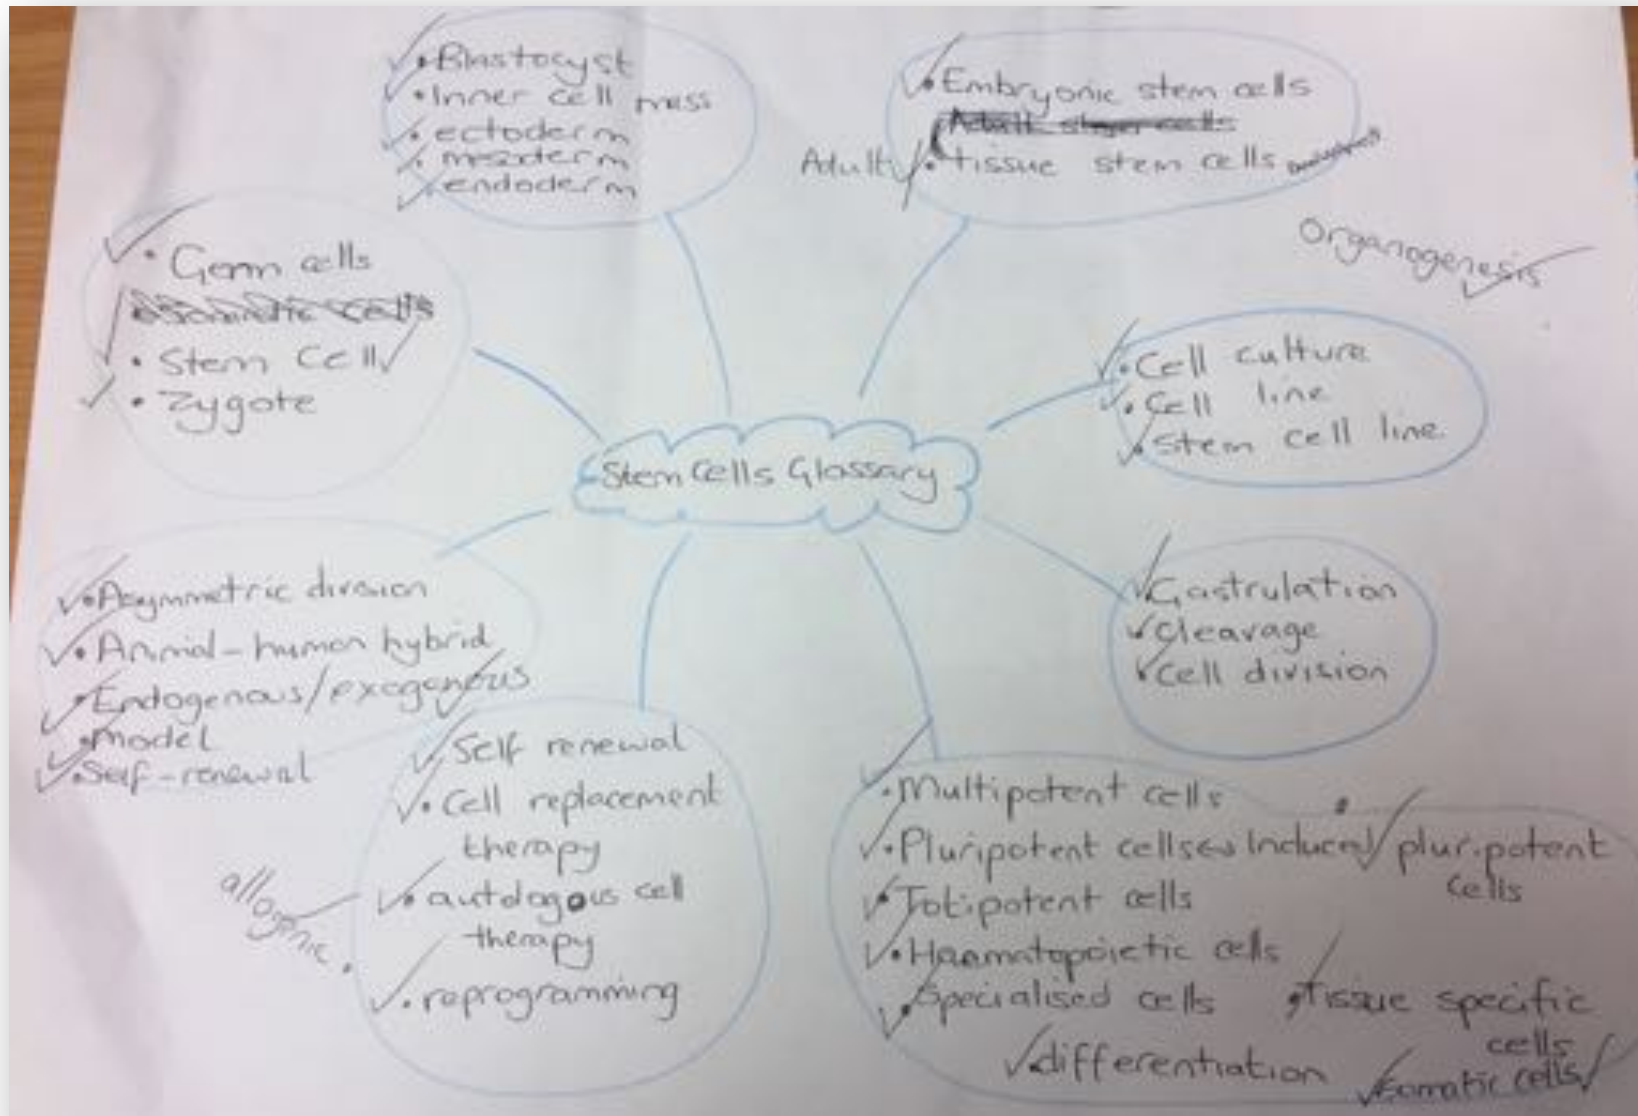 Blastocyst
Inner cell mass
ectoderm
mesoderm
endoderm
Embryonic stem cells
Adult tissue stem cells
Organogenesis
Germ cells
Somatic cells
Stem Cell
Zygote
Cell culture
Cell line
Stem cell line
Stem Cells Glossary
Asymmetric division
Animal-human hybrid
Endogenous/exogenous
Model
Self-renewal
Gastrulation
Cleavage
Cell division
Self renewal
Cell replacement
therapy
autologous cell
therapy
reprogramming
allogenic
Multipotent cells
Pluripotent cells Induced pluripotent
cells
Totipotent cells
Haematopoietic cells
Specialised cells
Tissue specific
cells
differentiation
Somatic cells